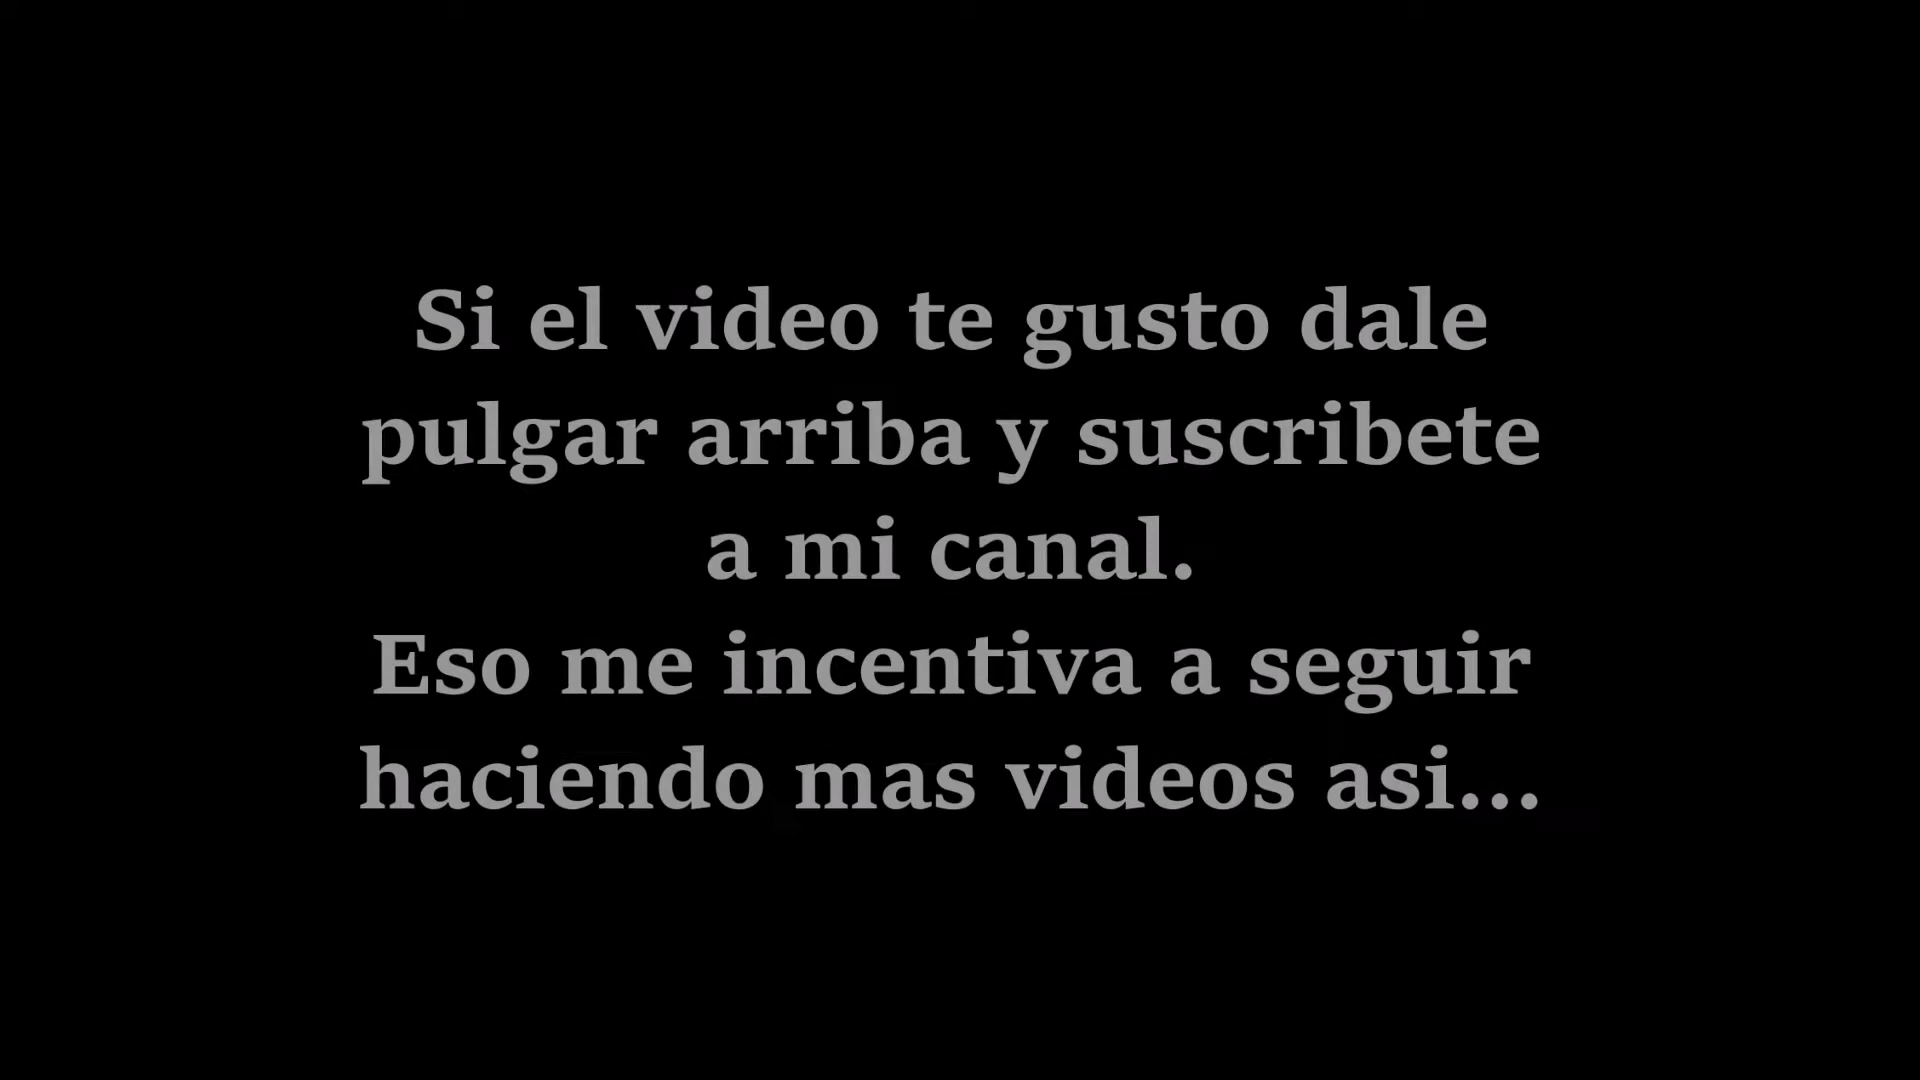 Si el video te gusto dale
pulgar arriba y suscribete
a mi canal.
Eso me incentiva a seguir
haciendo mas videos asi...